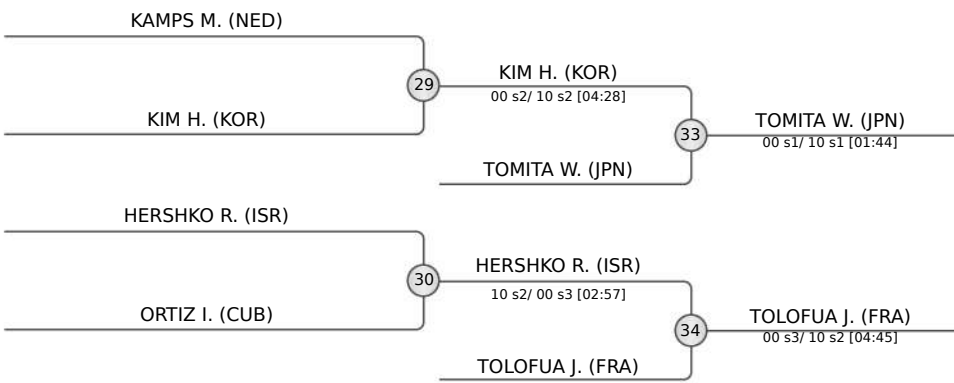 KAMPS M. (NED)
29
KIM H. (KOR)
00 s2/ 10 s2 [04:28]
KIM H. (KOR)
33
TOMITA W. (JPN)
00 s1/ 10 s1 [01:44]
TOMITA W. (JPN)
HERSHKO R. (ISR)
30
HERSHKO R. (ISR)
10 s2/ 00 s3 [02:57]
ORTIZ I. (CUB)
34
TOLOFUA J. (FRA)
00 s3/ 10 s2 [04:45]
TOLOFUA J. (FRA)